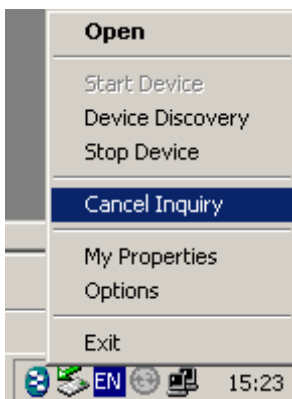 Open
Start Device
Device Discovery
Stop Device
Cancel Inquiry
My Properties
Options
Exit
EN 15:23